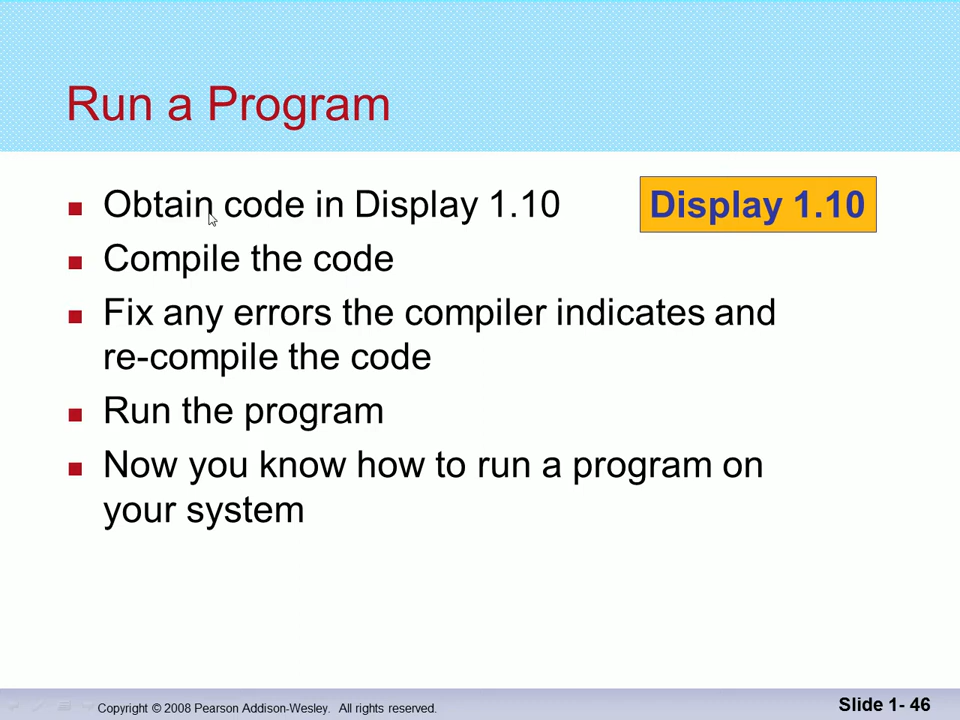 Run a Program
Obtain code in Display 1.10
Display 1.10
Compile the code
Fix any errors the compiler indicates and
re-compile the code
Run the program
Now you know how to run a program on
your system
Copyright © 2008 Pearson Addison-Wesley. All rights reserved.
Slide 1- 46